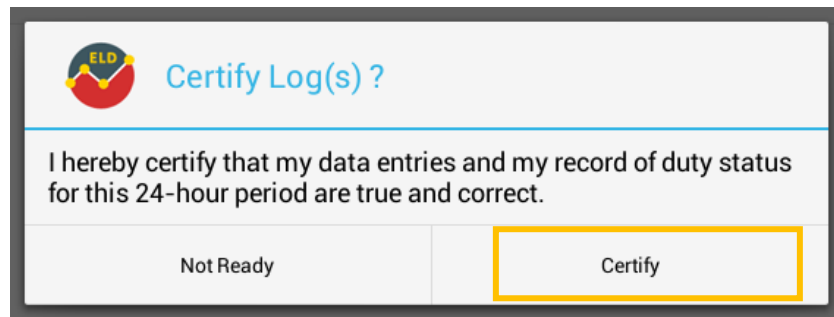 ELD
Certify Log(s) ?
I hereby certify that my data entries and my record of duty status
for this 24-hour period are true and correct.
Not Ready
Certify